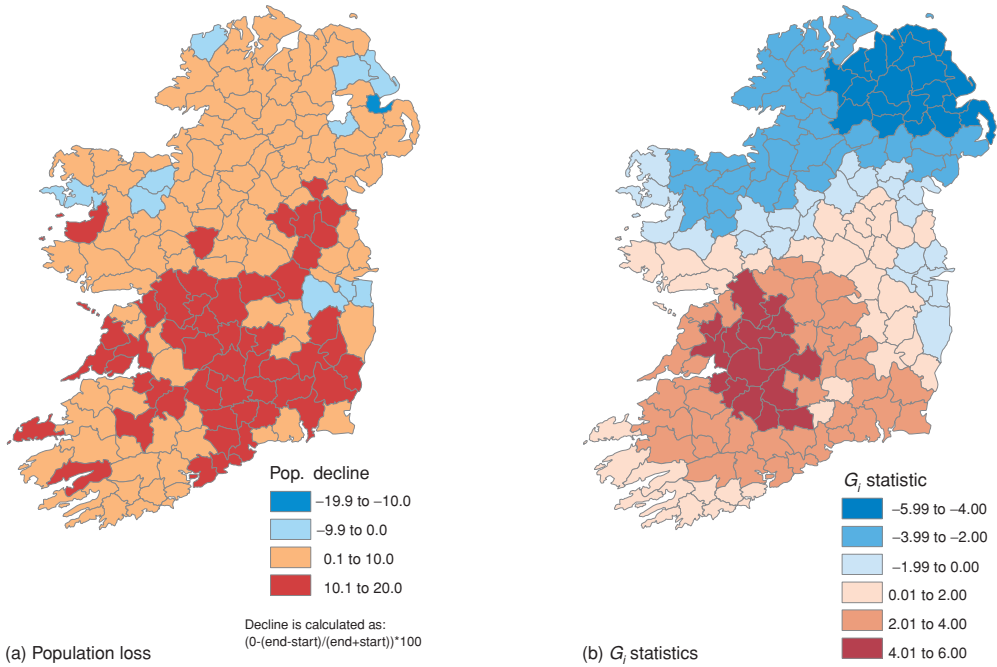 Pop. decline
−19.9 to −10.0
−9.9 to 0.0
0.1 to 10.0
10.1 to 20.0
Decline is calculated as:
(0-(end-start)/(end+start))*100
(a) Population loss
Gi statistic
−5.99 to −4.00
−3.99 to −2.00
−1.99 to 0.00
0.01 to 2.00
2.01 to 4.00
4.01 to 6.00
(b) Gi statistics